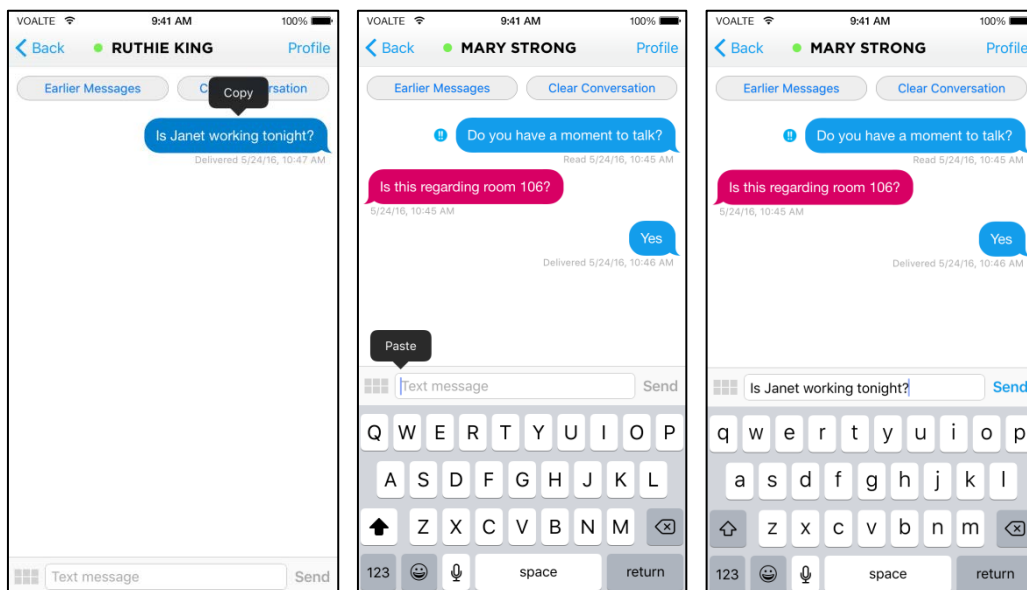 VOALTE 9:41 AM 100%
Back RUTHIE KING Profile
Earlier Messages
Copy
Is Janet working tonight?
Delivered 5/24/16, 10:47 AM
Text message Send
VOALTE 9:41 AM 100%
Back MARY STRONG Profile
Earlier Messages Clear Conversation
!! Do you have a moment to talk?
Read 5/24/16, 10:45 AM
Is this regarding room 106?
5/24/16, 10:45 AM
Yes
Delivered 5/24/16, 10:46 AM
Paste
Text message Send
Q W E R T Y U I O P
A S D F G H J K L
Z X C V B N M
123 space return
VOALTE 9:41 AM 100%
Back MARY STRONG Profile
Earlier Messages Clear Conversation
!! Do you have a moment to talk?
Read 5/24/16, 10:45 AM
Is this regarding room 106?
5/24/16, 10:45 AM
Yes
Delivered 5/24/16, 10:46 AM
Is Janet working tonight? Send
q w e r t y u i o p
a s d f g h j k l
z x c v b n m
123 space return